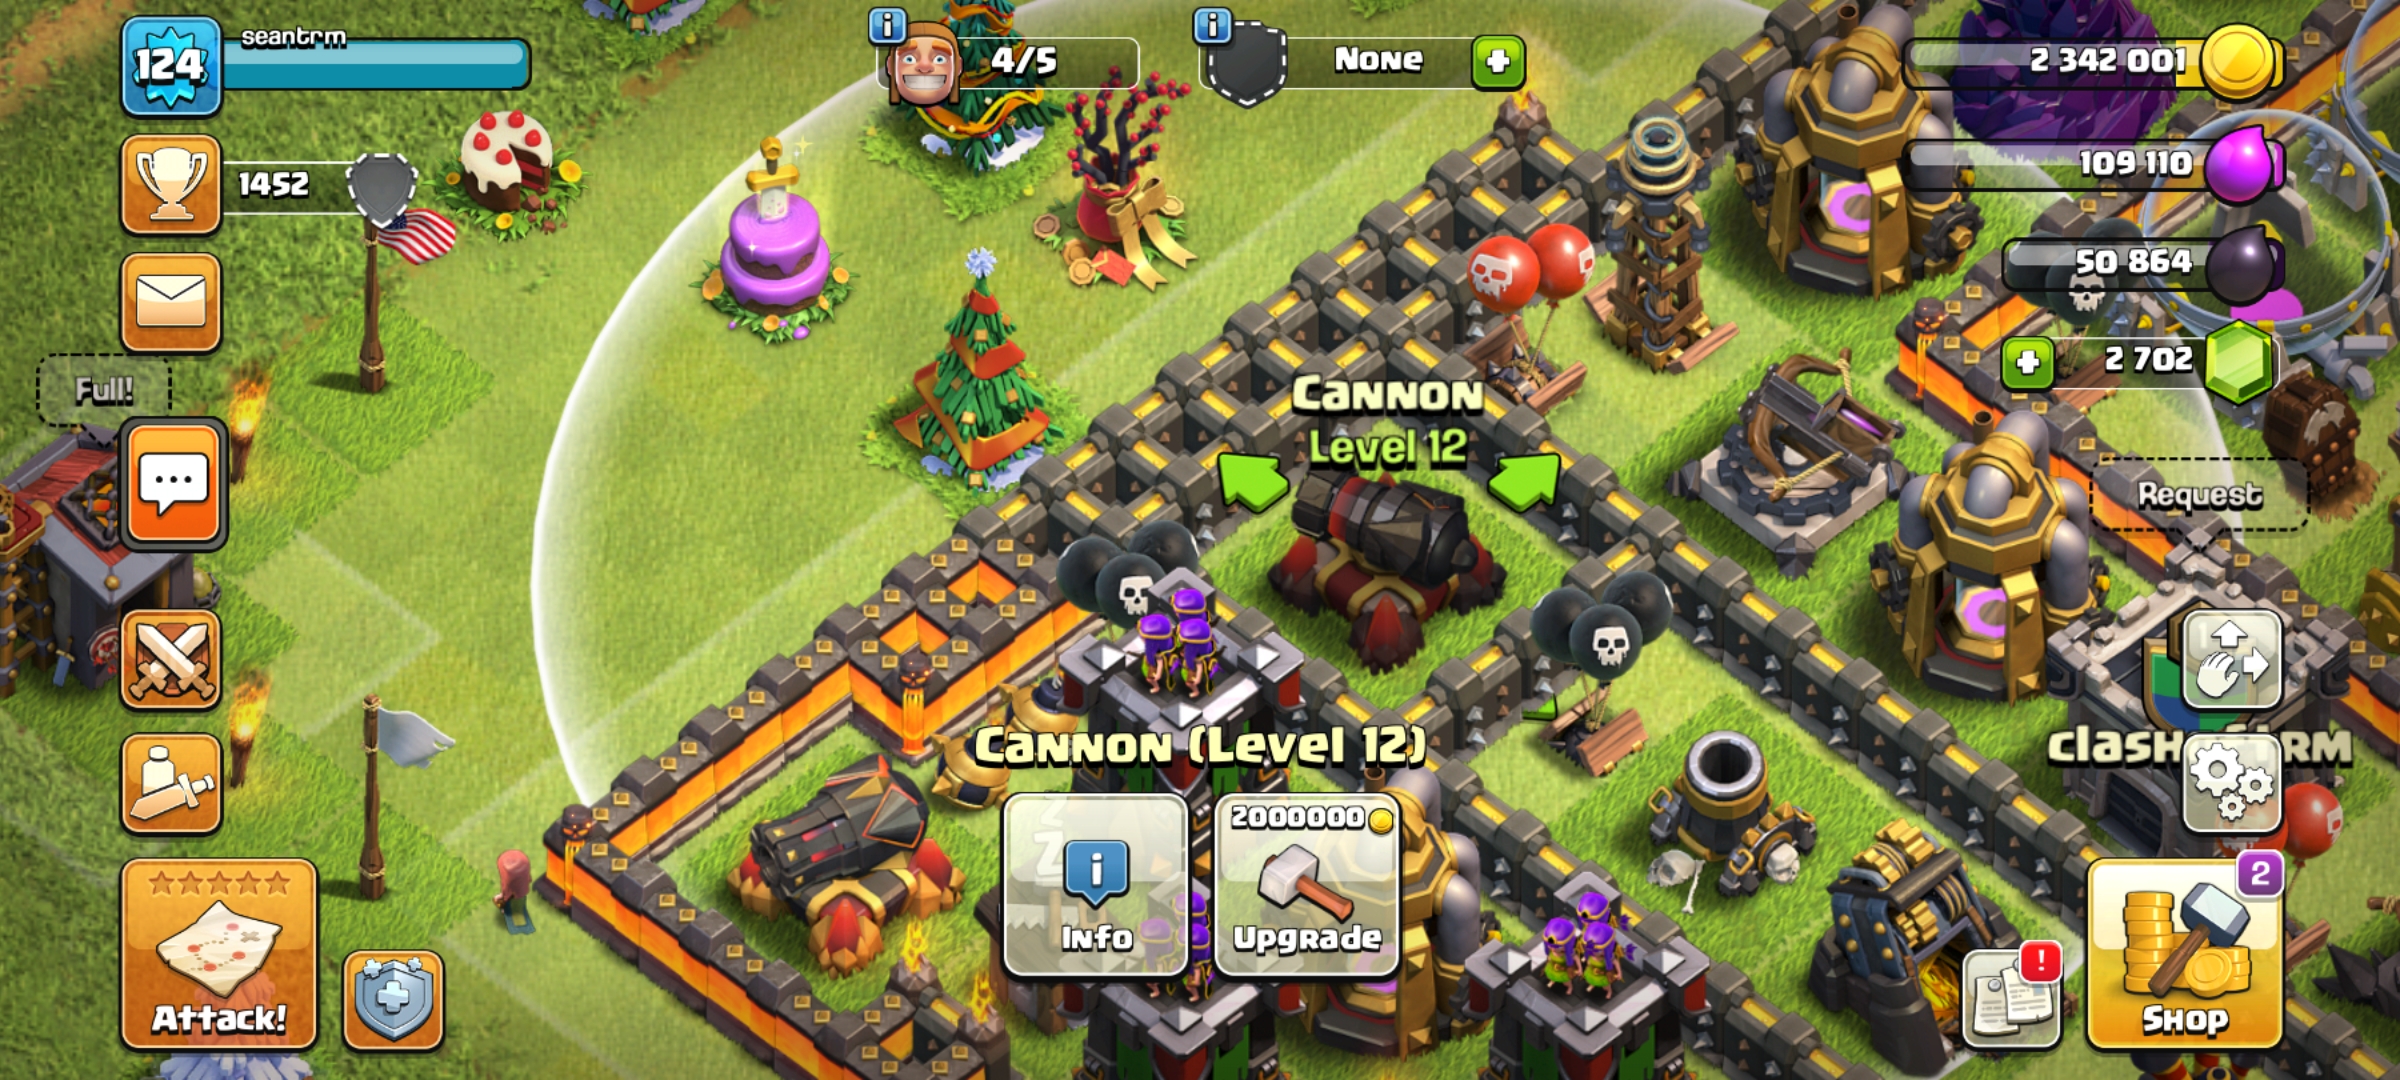 124
seantrm
4/5
None
2 342 001
1452
109 110
50 864
2 702
Full!
Cannon
Level 12
Request
Cannon (Level 12)
2000000
Info
Upgrade
Attack!
2
!
Shop